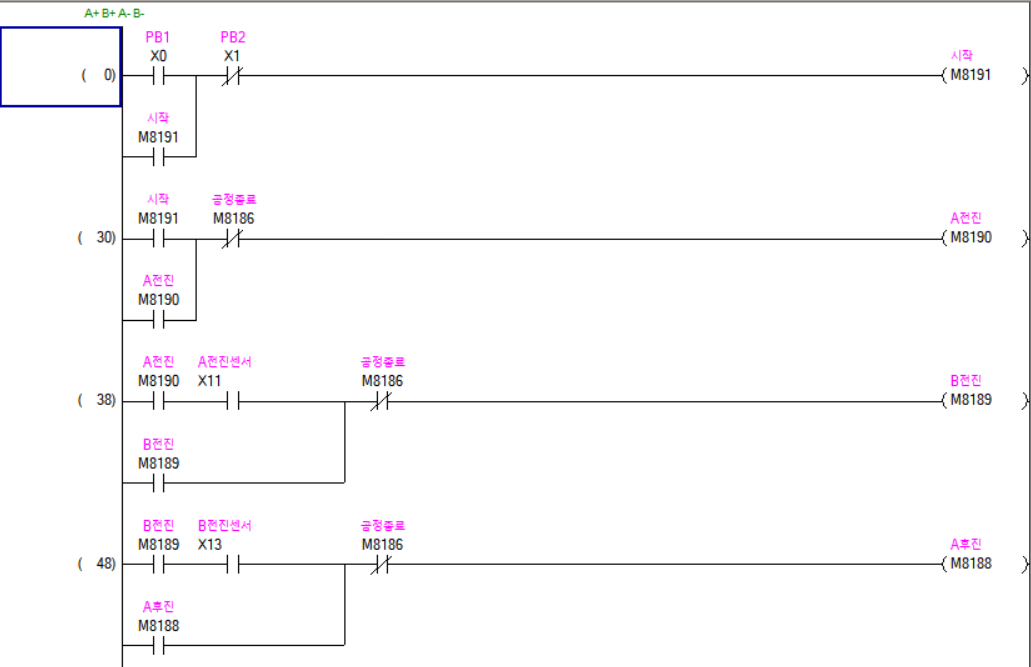 A+ B+ A- B-
PB1 PB2
X0 X1 시작
( 0) M8191
시작
M8191
시작 공정종료
M8191 M8186 A전진
( 30) M8190
A전진
M8190
A전진 A전진센서 공정종료
M8190 X11 M8186 B전진
( 38) M8189
B전진
M8189
B전진 B전진센서 공정종료
M8189 X13 M8186 A후진
( 48) M8188
A후진
M8188